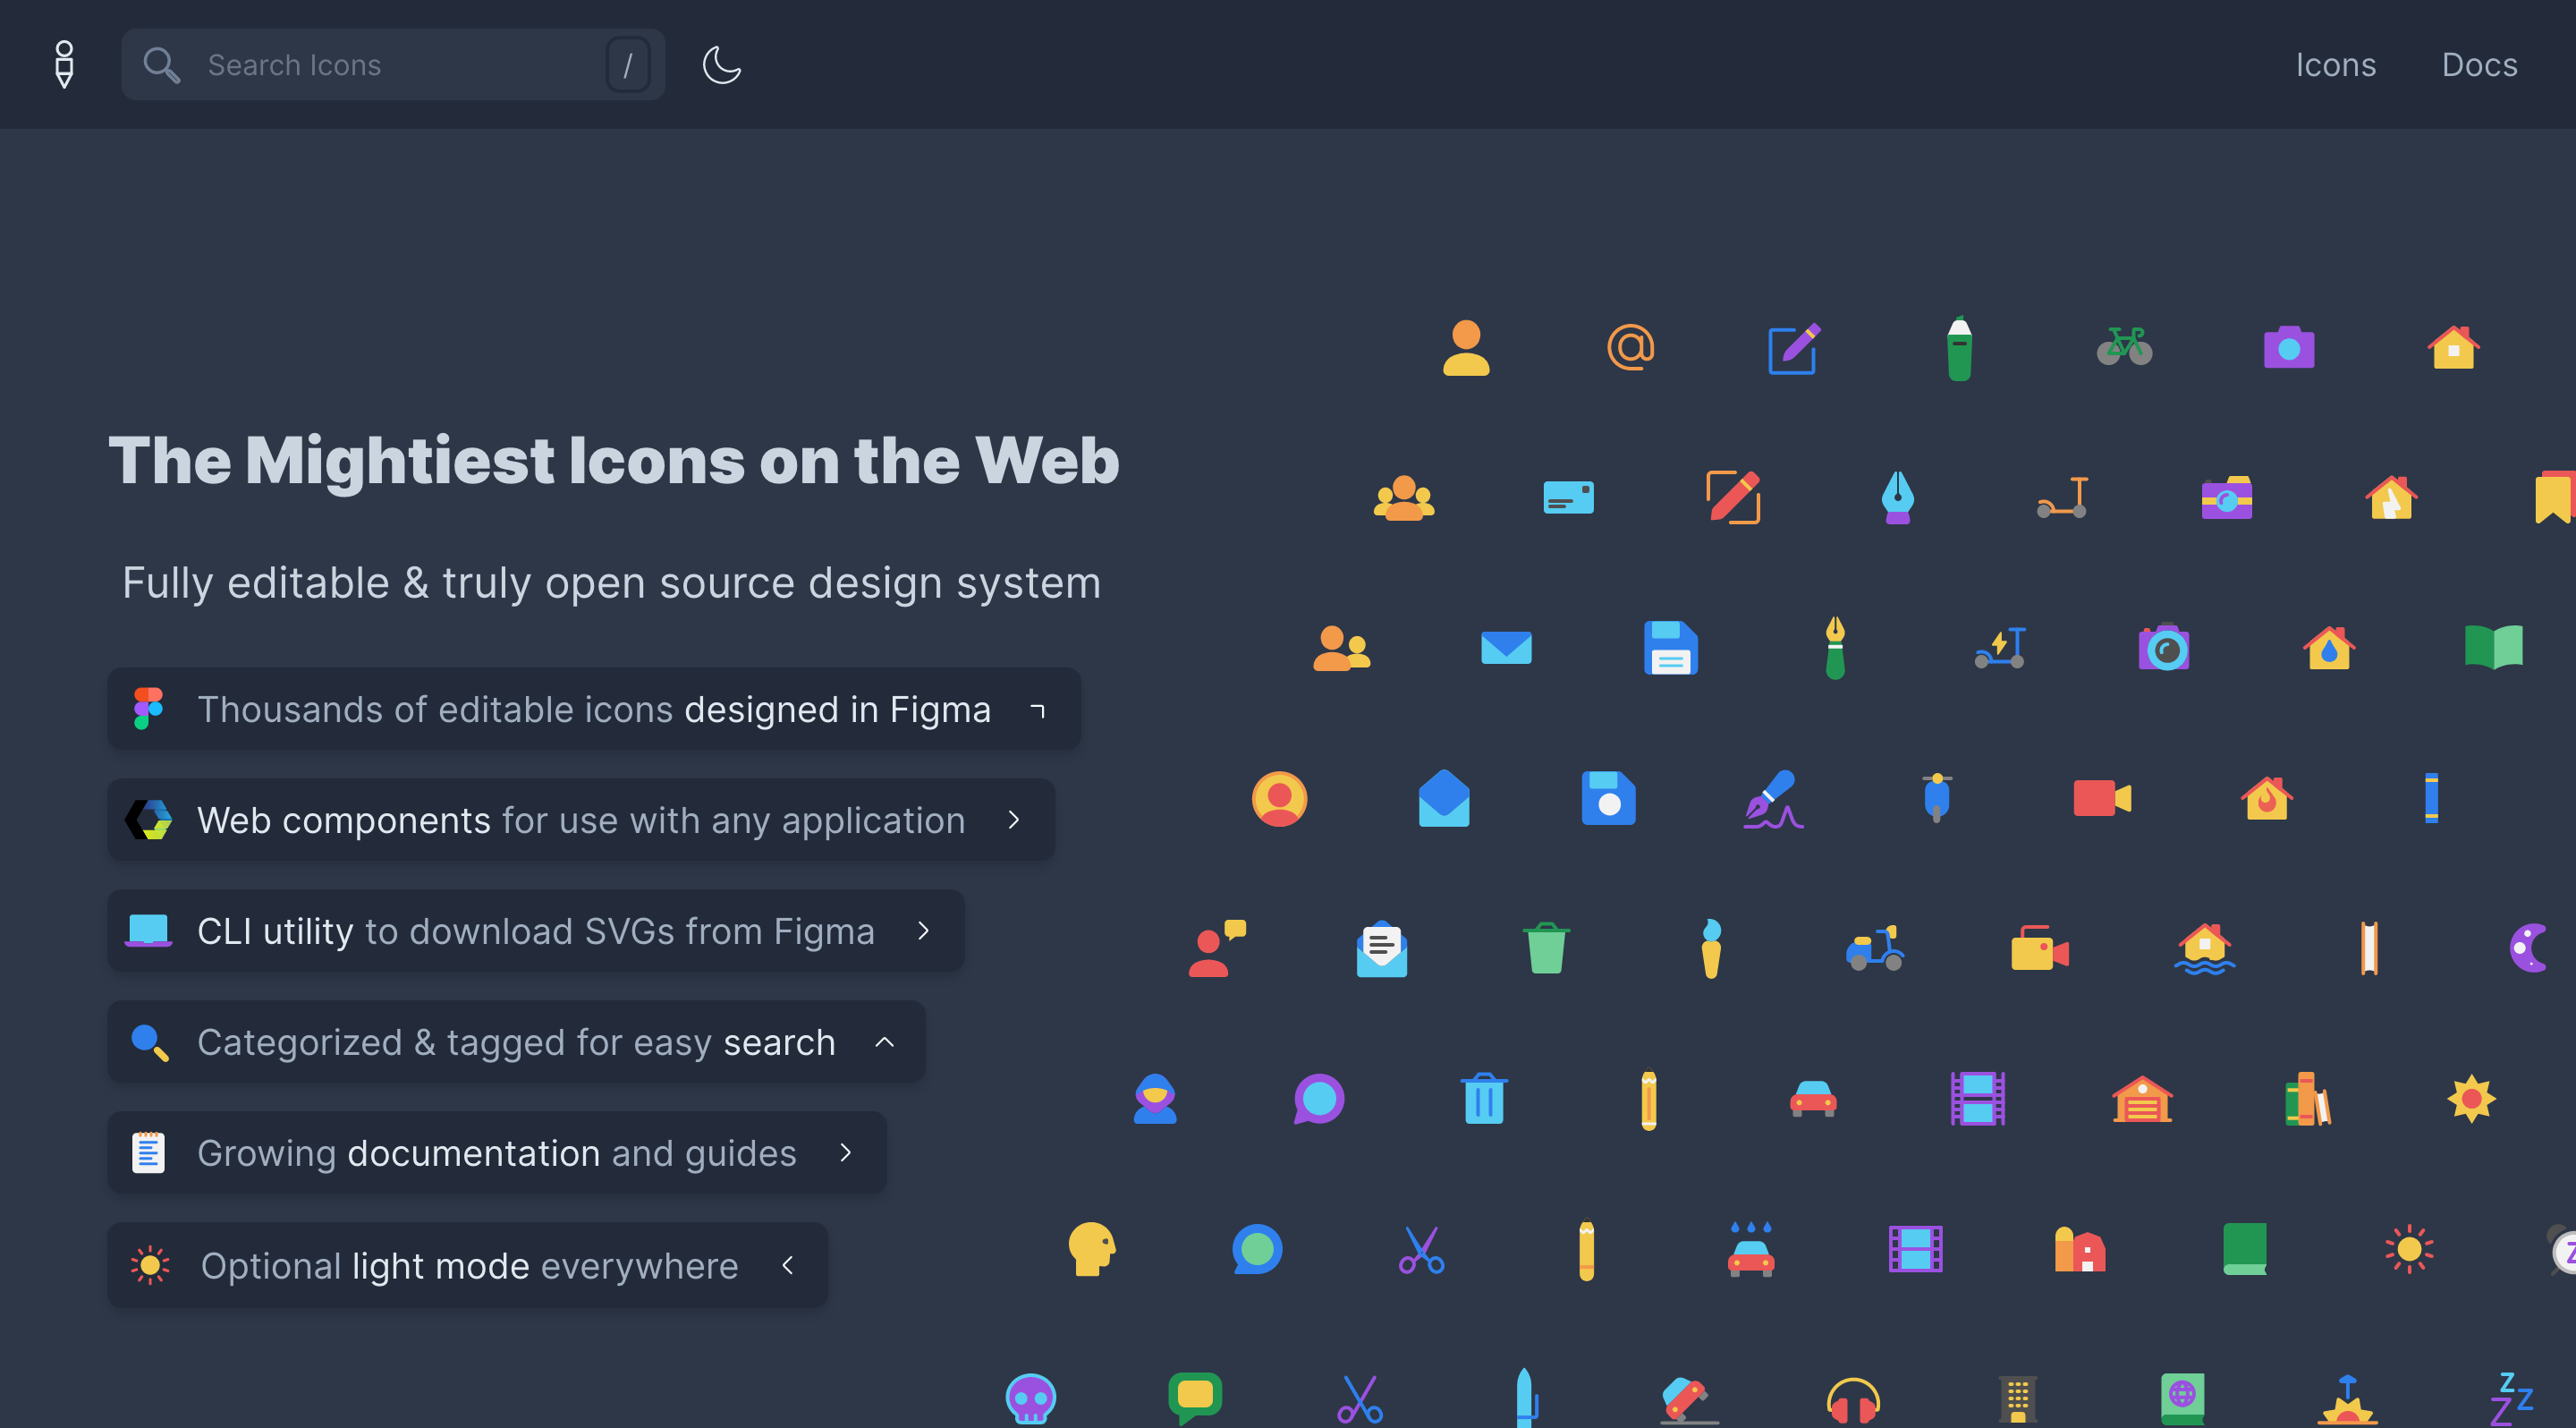 Search Icons /
Icons Docs
The Mightiest Icons on the Web
Fully editable & truly open source design system
Thousands of editable icons designed in Figma
Web components for use with any application
CLI utility to download SVGs from Figma
Categorized & tagged for easy search
Growing documentation and guides
Optional light mode everywhere